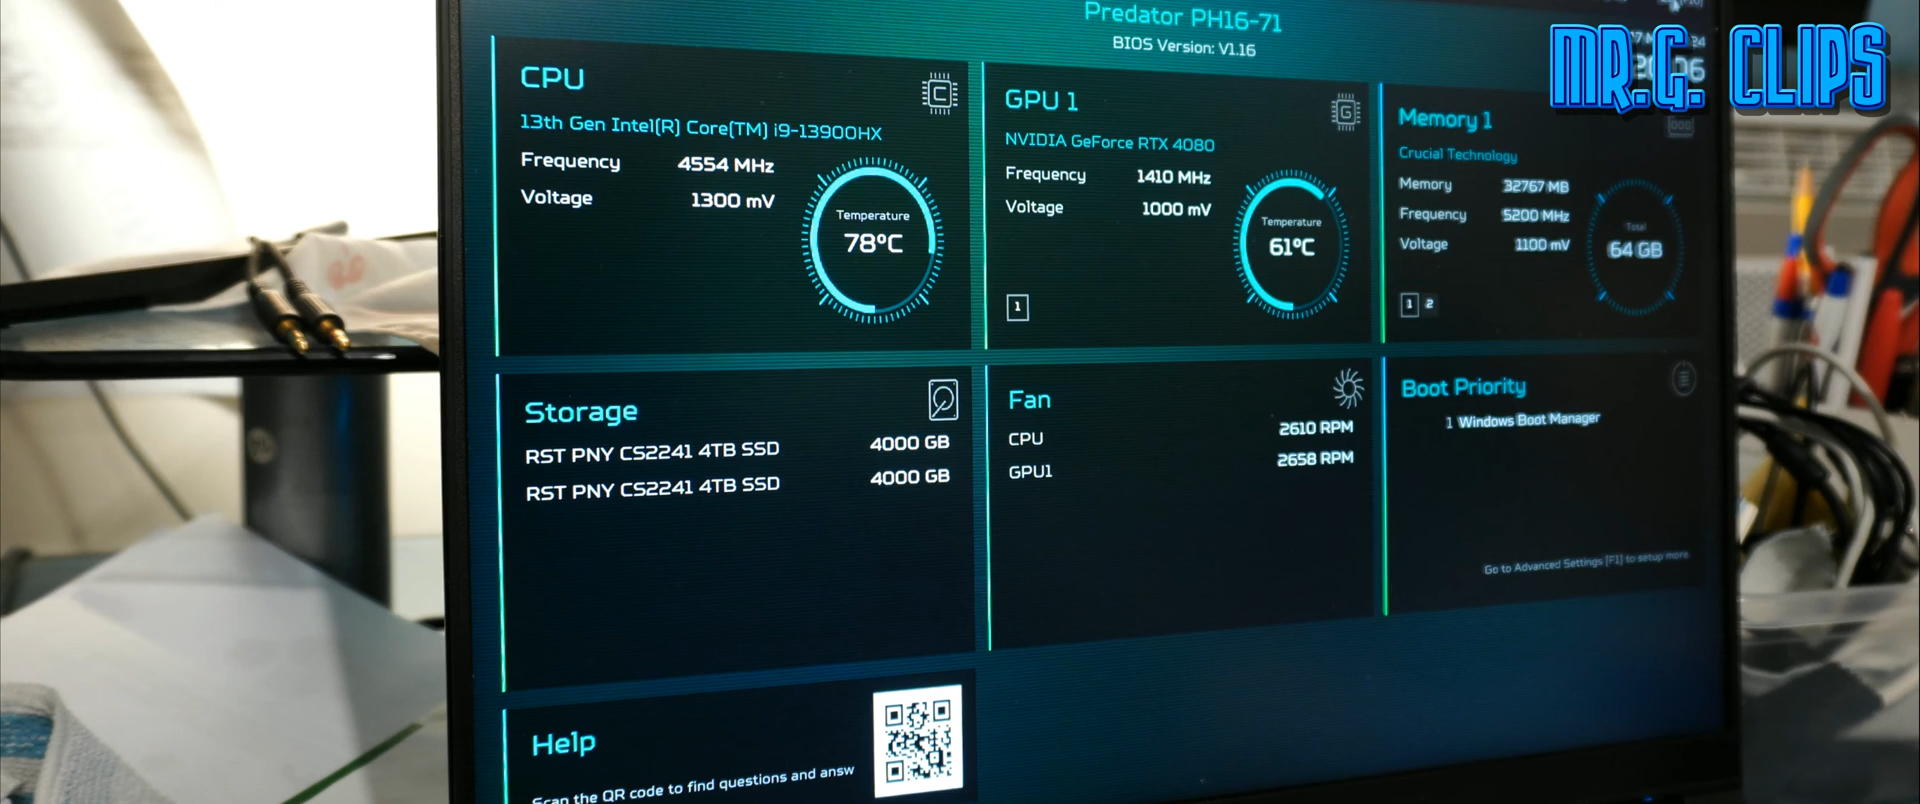 Predator PH16-71
BIOS Version: V1.16
MR.G. CLIPS
CPU
13th Gen Intel(R) Core(TM) i9-13900HX
Frequency 4554 MHz
Voltage 1300 mV
Temperature
78°C
GPU 1
NVIDIA GeForce RTX 4080
Frequency 1410 MHz
Voltage 1000 mV
Temperature
61°C
1
Memory 1
Crucial Technology
Memory 32767 MB
Frequency 5200 MHz
Voltage 1100 mV
Total
64 GB
1 2
Storage
RST PNY CS2241 4TB SSD 4000 GB
RST PNY CS2241 4TB SSD 4000 GB
Fan
CPU 2610 RPM
GPU1 2658 RPM
Boot Priority
1 Windows Boot Manager
Go to Advanced Settings [F1] to setup more.
Help
Scan the QR code to find questions and answ